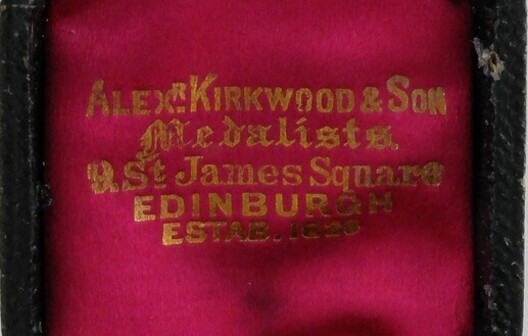 ALEXR. KIRKWOOD & SON
Medalists
9. St James Square
EDINBURGH
ESTAB. 1826